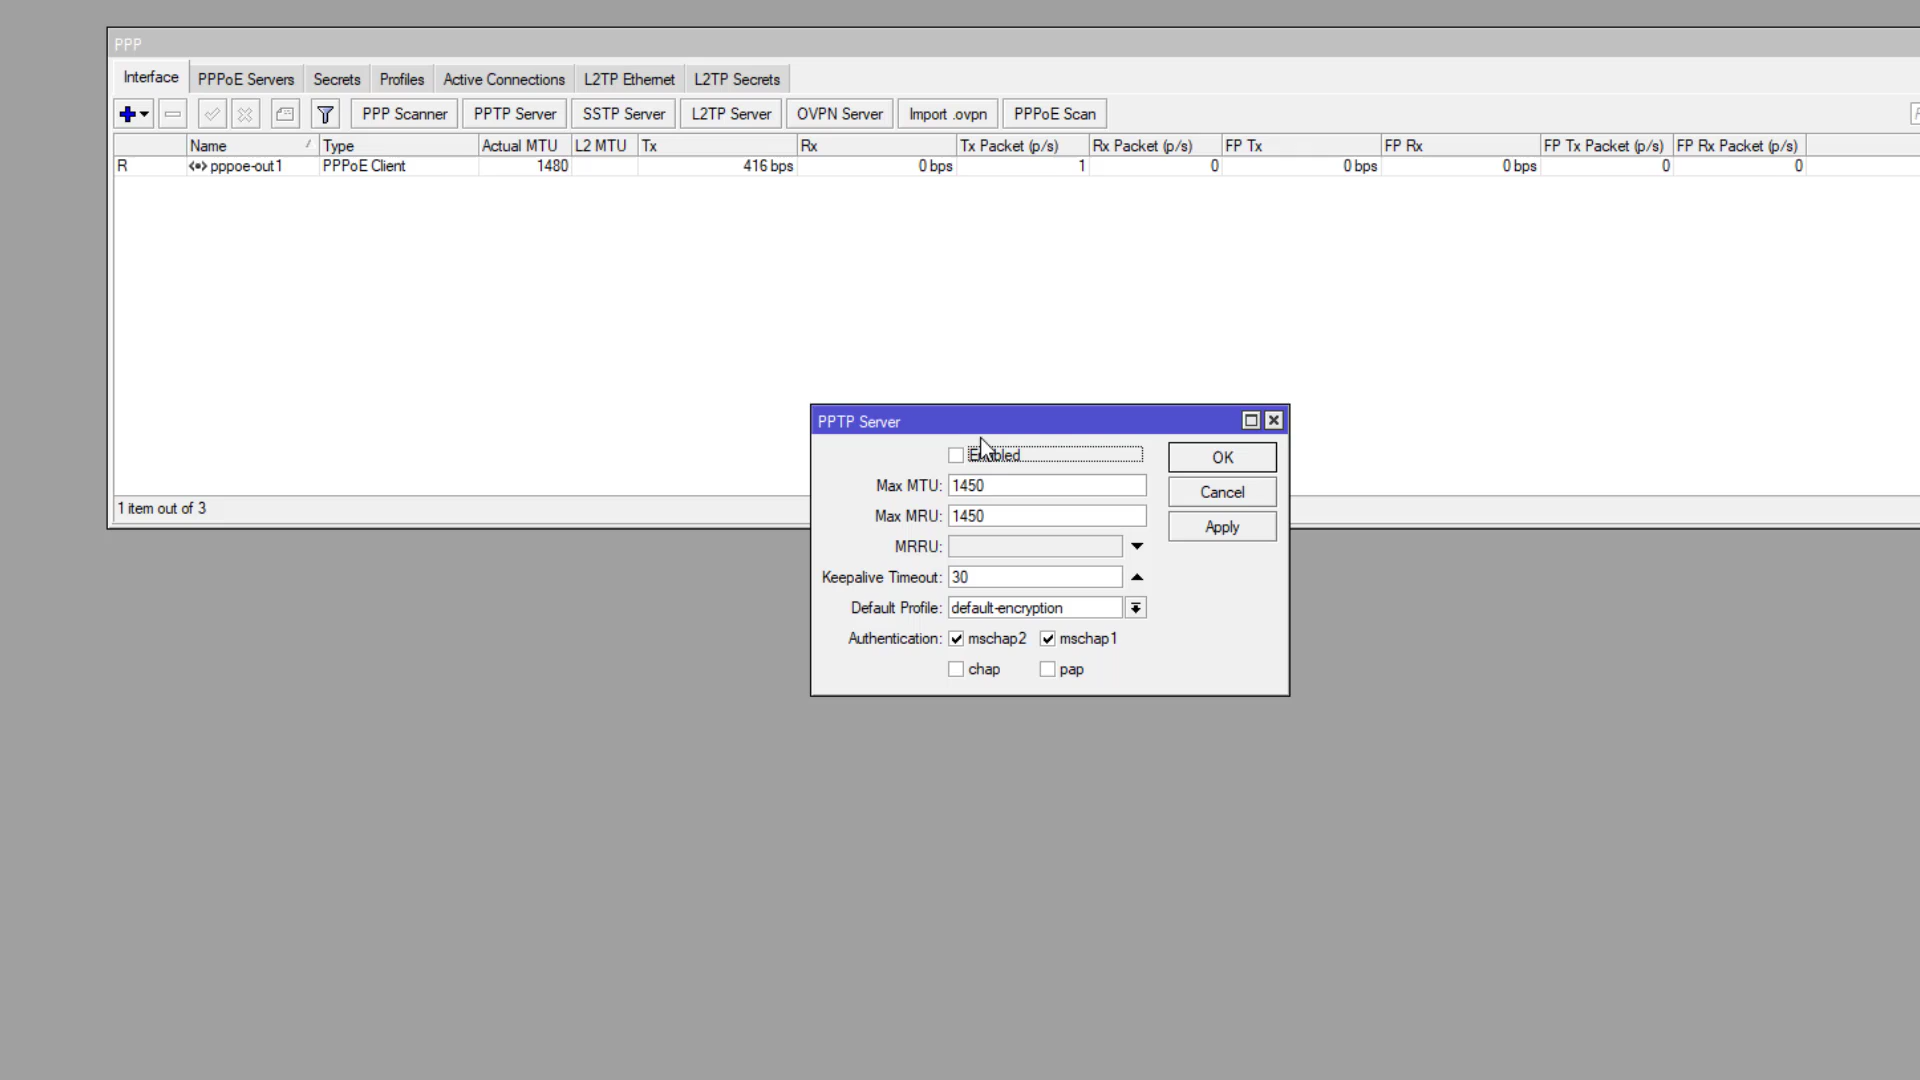 PPP
Interface PPPoE Servers Secrets Profiles Active Connections L2TP Ethernet L2TP Secrets
PPP Scanner PPTP Server SSTP Server L2TP Server OVPN Server Import .ovpn PPPoE Scan
Name Type Actual MTU L2 MTU Tx Rx Tx Packet (p/s) Rx Packet (p/s) FP Tx FP Rx FP Tx Packet (p/s) FP Rx Packet (p/s)
R pppoe-out1 PPPoE Client 1480 416 bps 0 bps 1 0 0 bps 0 bps 0 0
1 item out of 3
PPTP Server
Enabled
OK
Max MTU: 1450
Cancel
Max MRU: 1450
Apply
MRRU:
Keepalive Timeout: 30
Default Profile: default-encryption
Authentication: mschap2 mschap1
chap pap